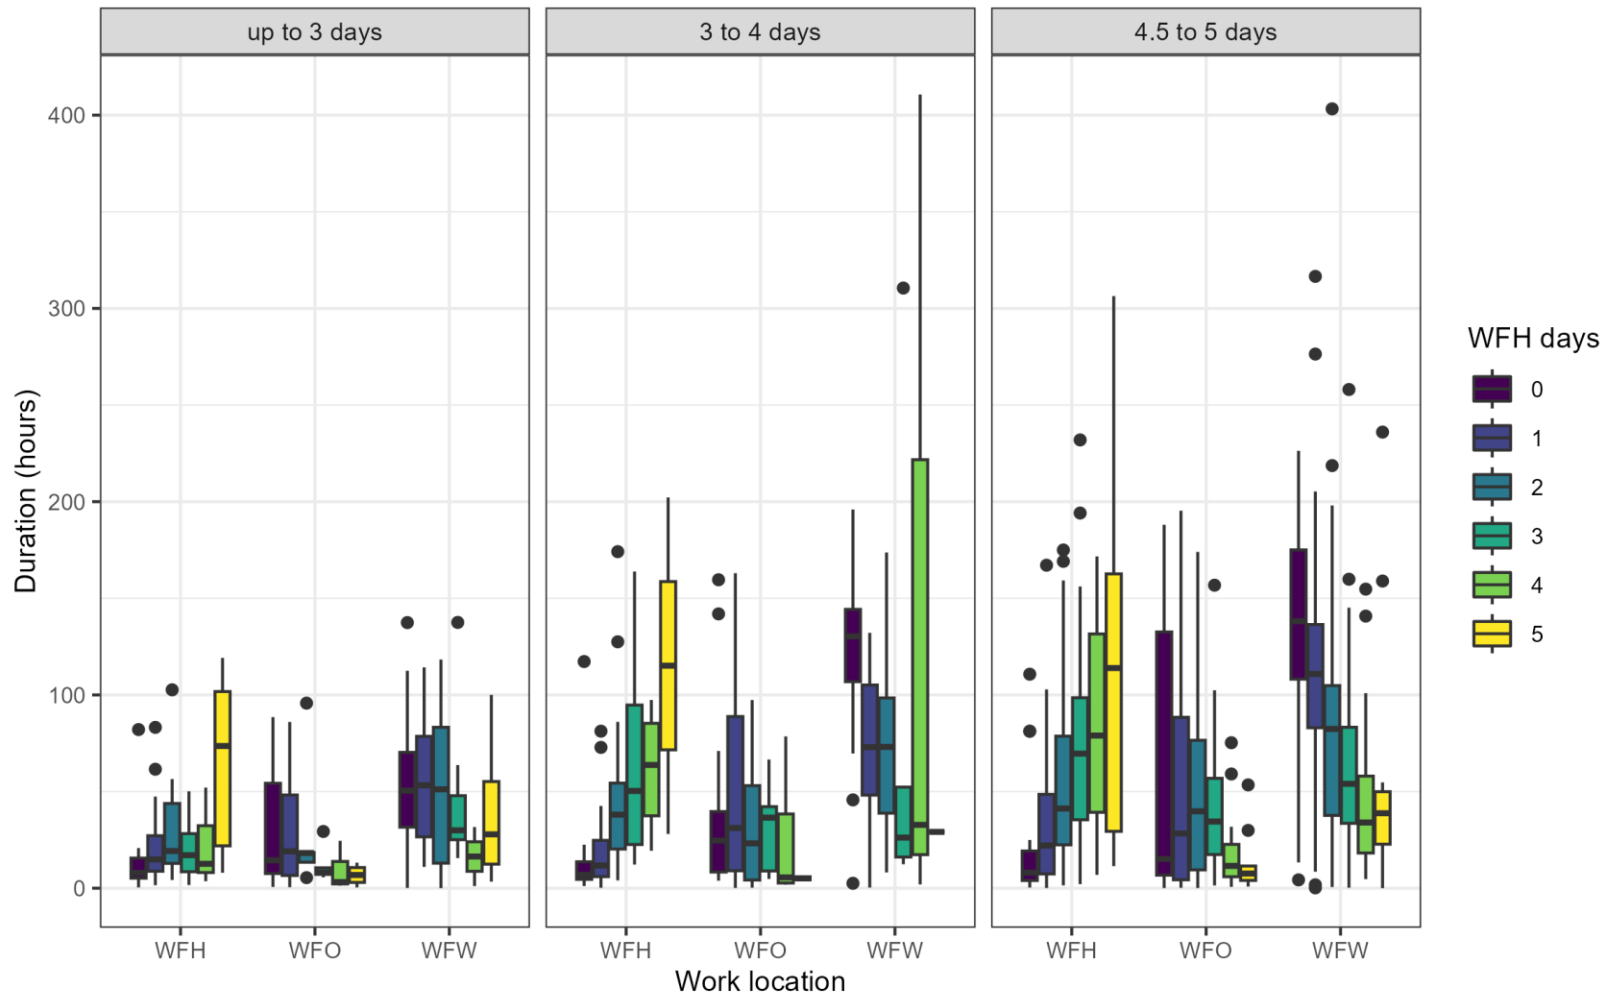 up to 3 days
3 to 4 days
4.5 to 5 days
Duration (hours)
400
300
200
100
0
WFH
WFO
WFW
WFH
WFO
WFW
WFH
WFO
WFW
Work location
WFH days
0
1
2
3
4
5